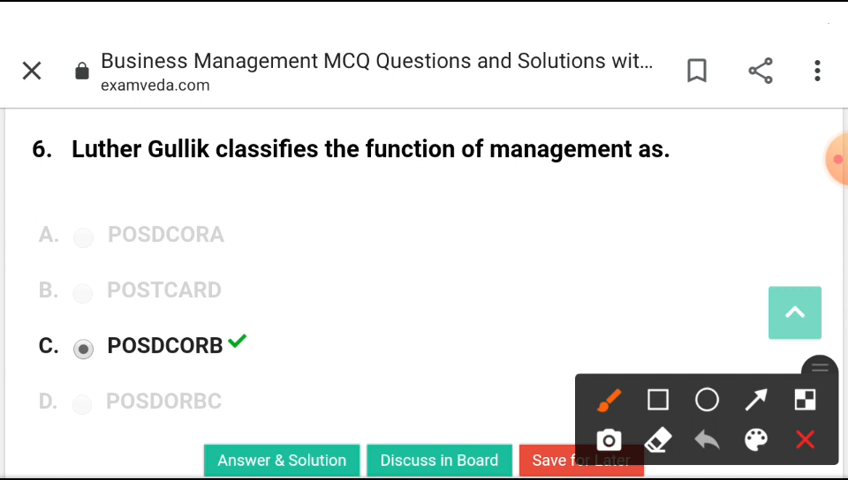 Business Management MCQ Questions and Solutions wit...
examveda.com
6. Luther Gullik classifies the function of management as.
A. POSDCORA
B. POSTCARD
C. POSDCORB
D. POSDORBC
Answer & Solution Discuss in Board Save for Later